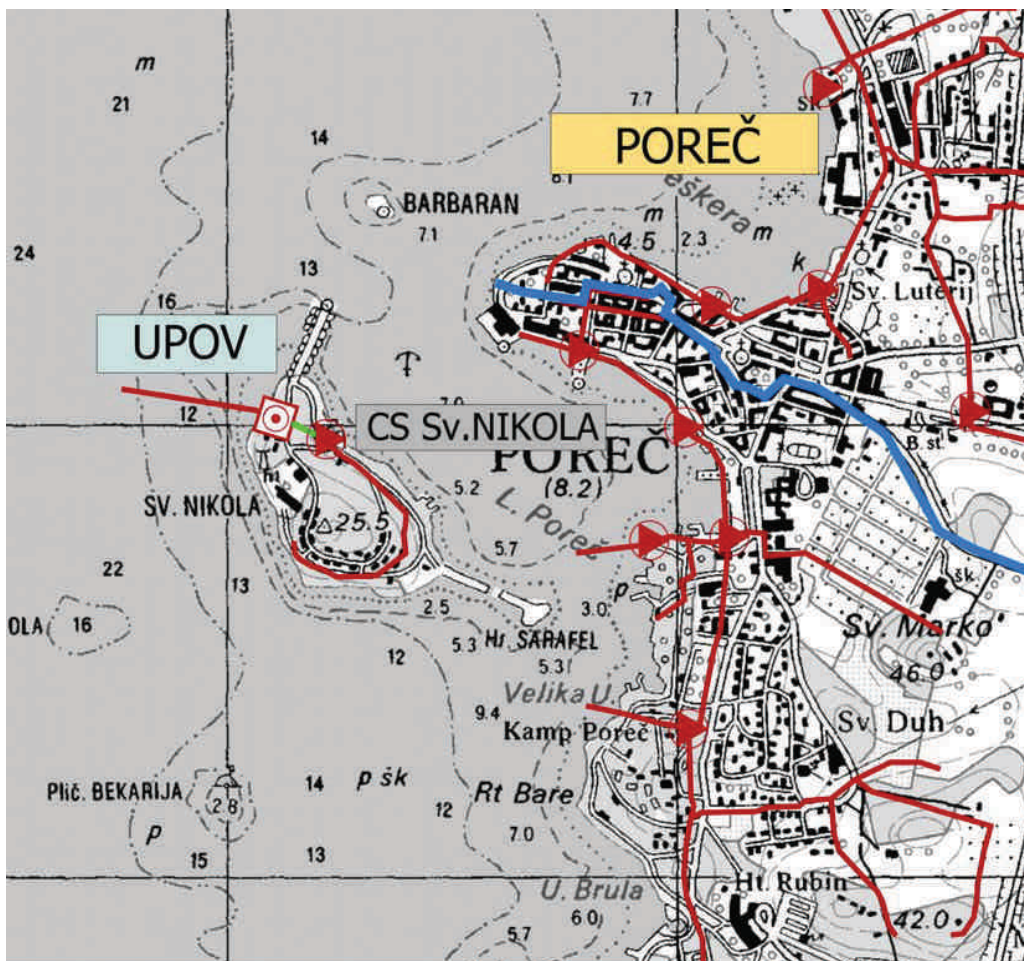 m
21
7.7
14
POREČ
24
BARBARAN
7.1
eškera
m
4.5
2.3
m
13
16
k
Sv. Luterij
UPOV
12
CS Sv.NIKOLA
POREČ
(8.2)
B. st
SV. NIKOLA
25.5
5.2
L. Poreč
5.7
22
13
2.5
3.0
p
šk.
OLA
16
5.3
Hr. SARAFEL
5.3
Sv. Marko
46.0
12
Velika U.
9.4
Kamp Poreč
Sv. Duh
Plič. BEKARIJA
2.8
14
p šk
12
Rt Bare
p
7.0
15
13
U. Brula
Ht. Rubin
6.0
42.0
5.7